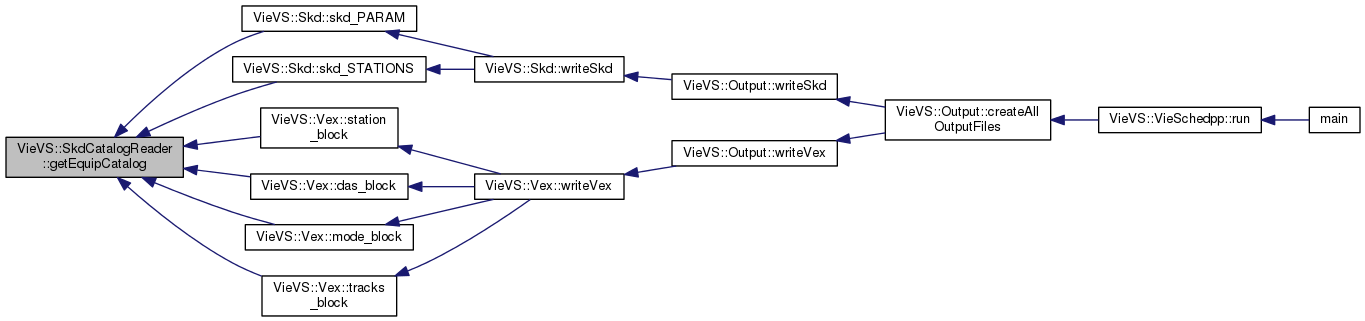 VieVS::SkdCatalogReader
::getEquipCatalog
VieVS::Skd::skd_PARAM
VieVS::Skd::skd_STATIONS
VieVS::Vex::station
_block
VieVS::Vex::das_block
VieVS::Vex::mode_block
VieVS::Vex::tracks
_block
VieVS::Skd::writeSkd
VieVS::Vex::writeVex
VieVS::Output::writeSkd
VieVS::Output::writeVex
VieVS::Output::createAll
OutputFiles
VieVS::VieSchedpp::run
main